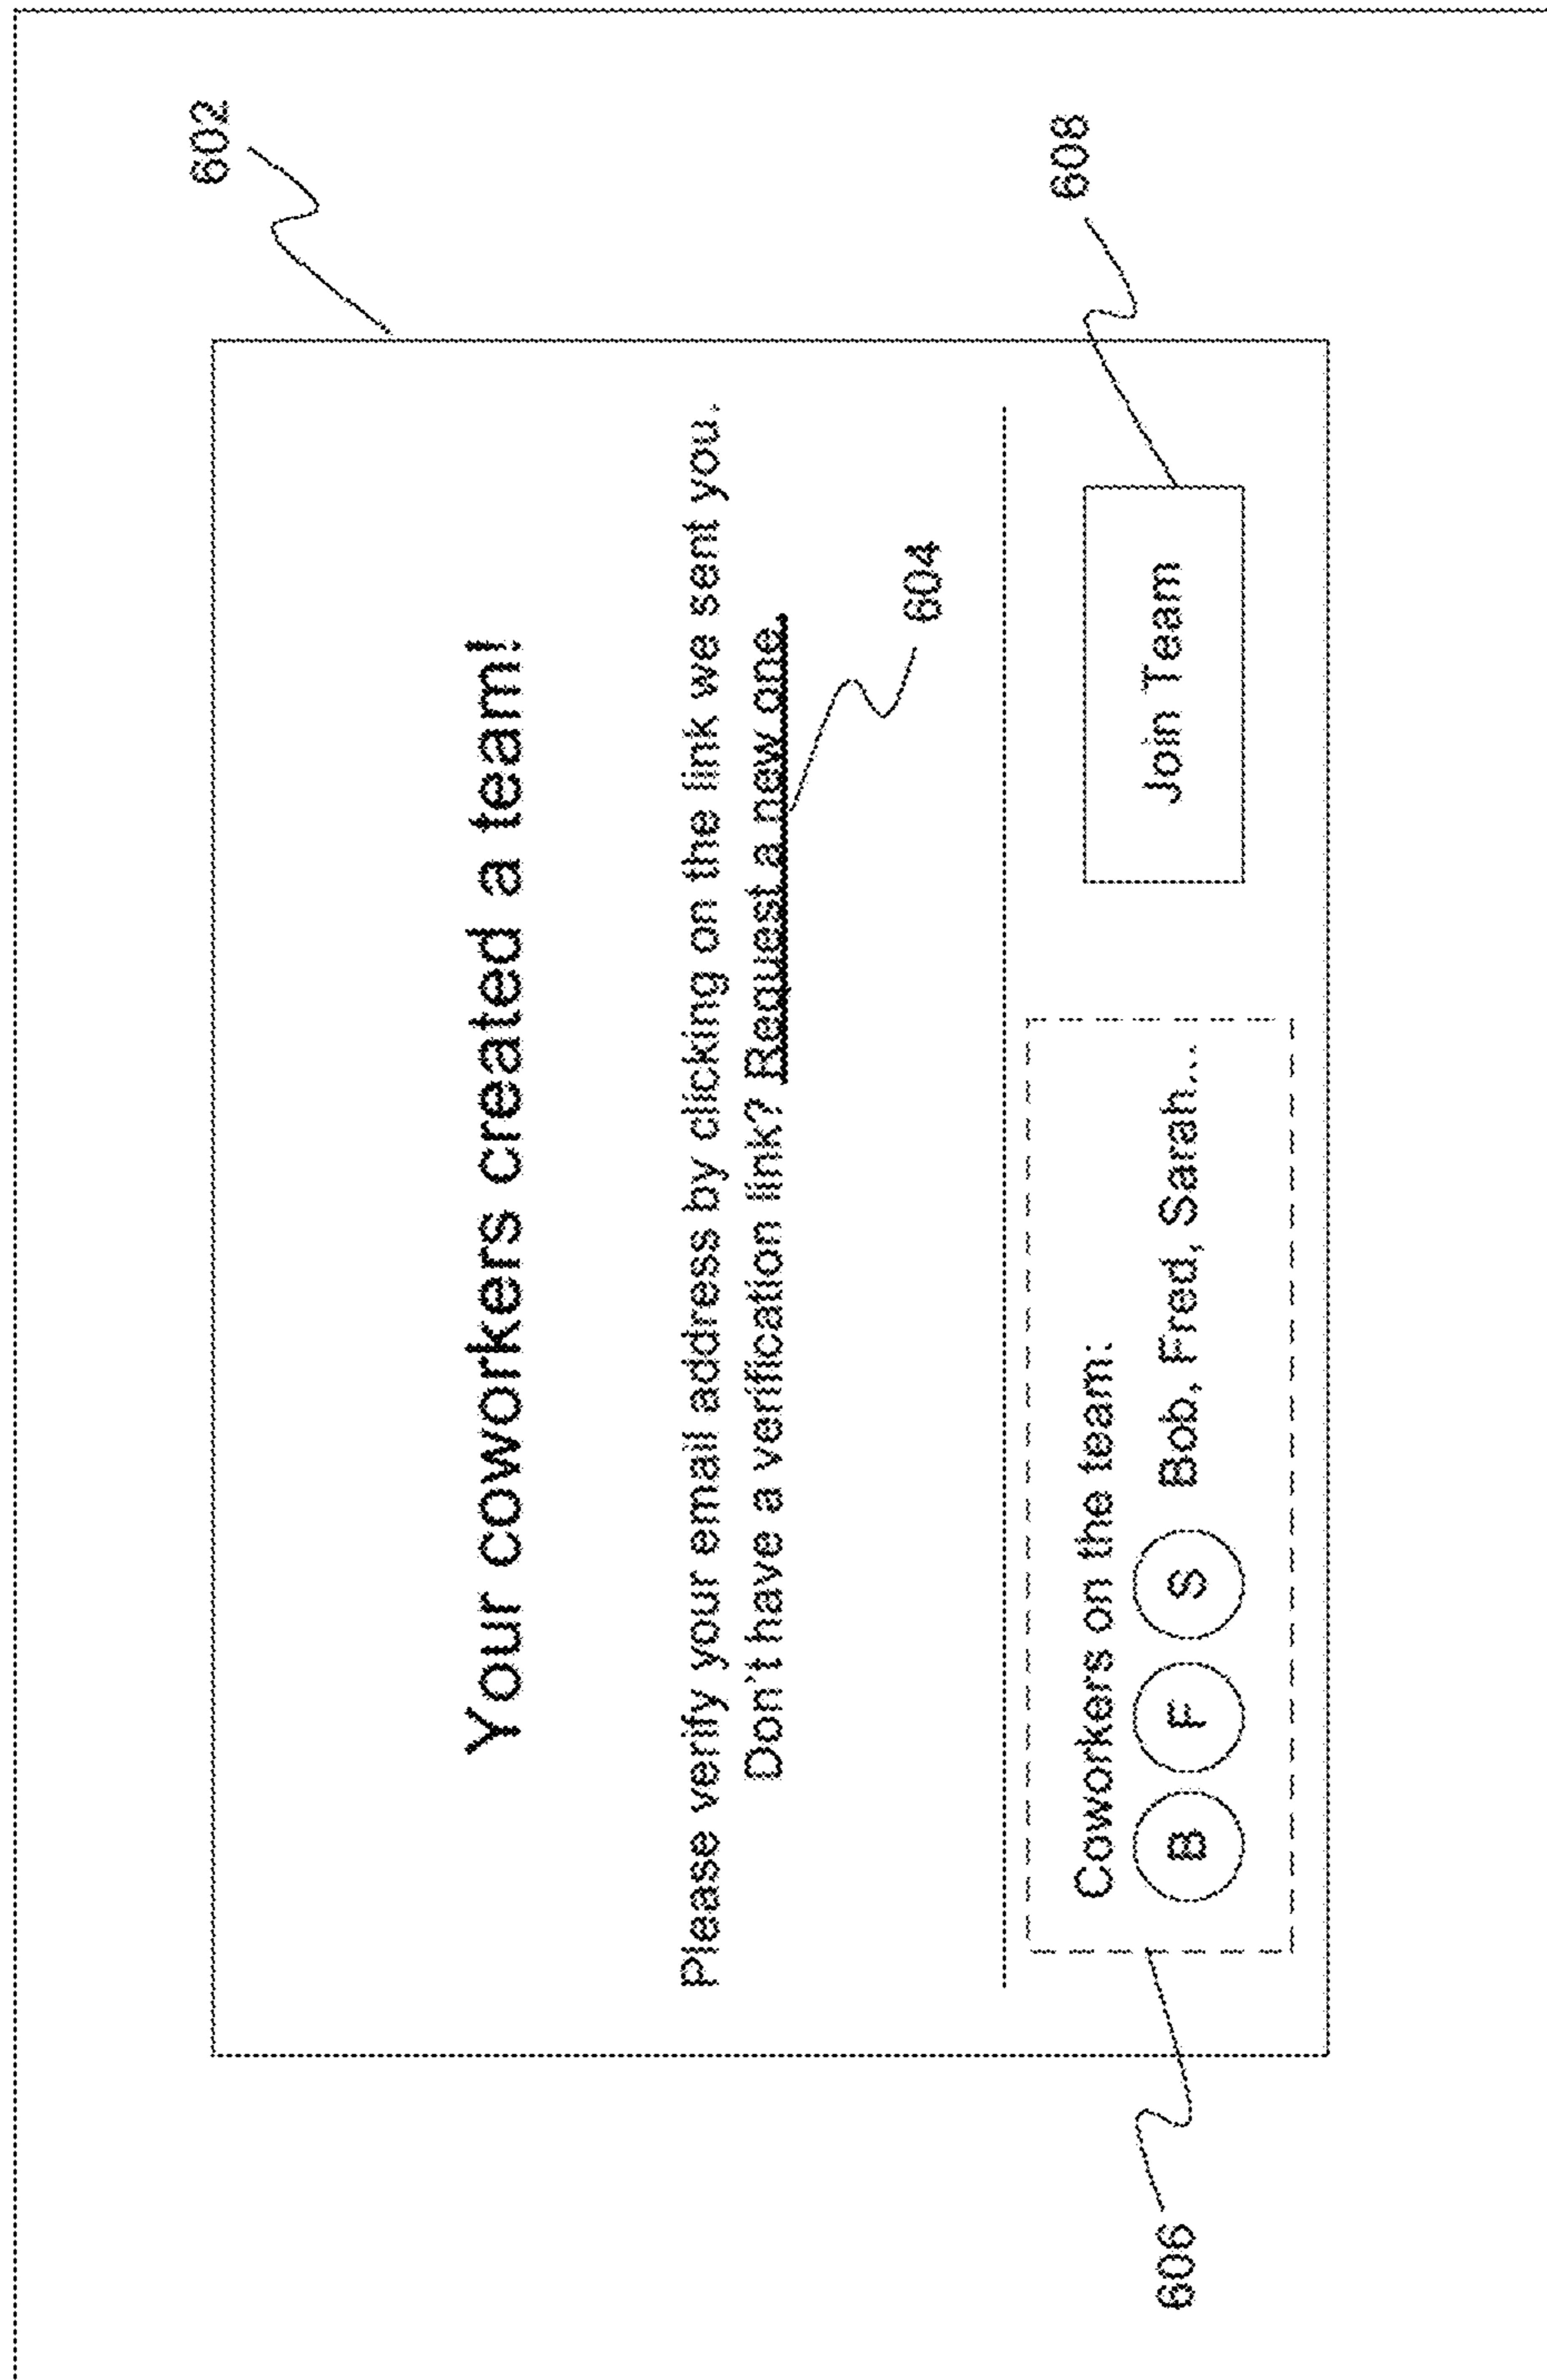 602
Your coworkers created a team!
Please verify your email address by clicking on the link we sent you.
Don't have a verification link? Request a new one.
604
Coworkers on the team:
B F S Bob, Fred, Sarah...
Join Team
606
608